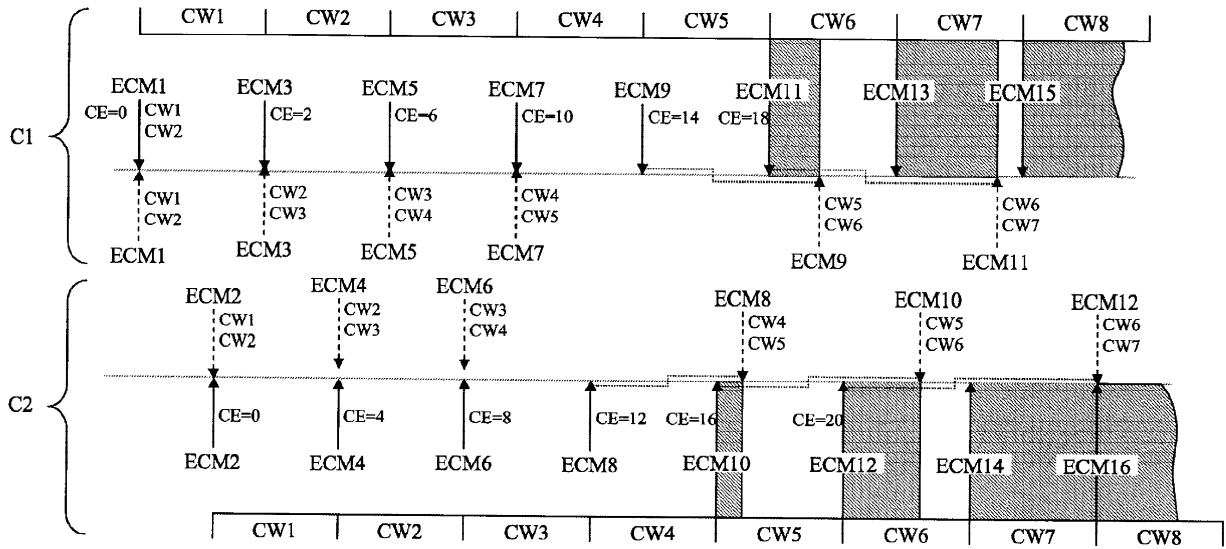 CW1 CW2 CW3 CW4 CW5 CW6 CW7 CW8
ECM1 ECM3 ECM5 ECM7 ECM9 ECM11 ECM13 ECM15
CE=0 CW1 CE=2 CE=6 CE=10 CE=14 CE=18
CW2
C1
CW1 CW2 CW3 CW4 CW5 CW6
CW2 CW3 CW4 CW5 CW6 CW7
ECM1 ECM3 ECM5 ECM7 ECM9 ECM11
ECM2 ECM4 ECM6 ECM8 ECM10 ECM12
CW1 CW2 CW3 CW4 CW5 CW6
CW2 CW3 CW4 CW5 CW6 CW7
C2
CE=0 CE=4 CE=8 CE=12 CE=16 CE=20
ECM2 ECM4 ECM6 ECM8 ECM10 ECM12 ECM14 ECM16
CW1 CW2 CW3 CW4 CW5 CW6 CW7 CW8